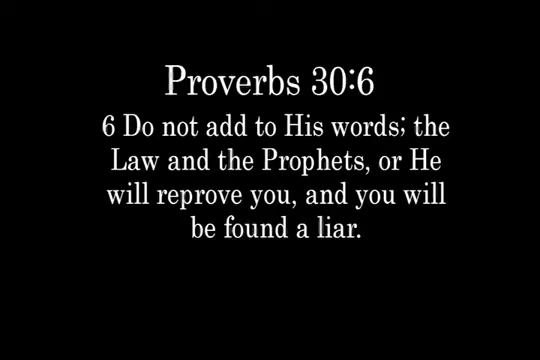 Proverbs 30:6
6 Do not add to His words; the
Law and the Prophets, or He
will reprove you, and you will
be found a liar.